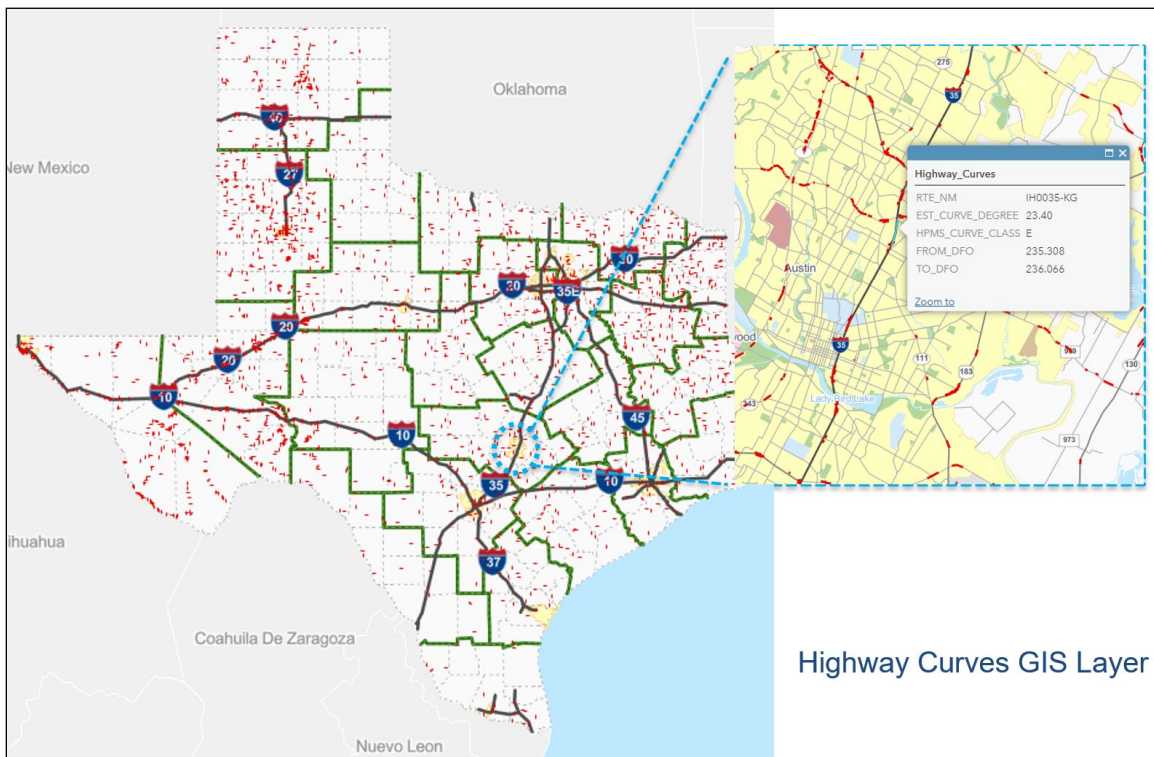 Oklahoma
New Mexico
40
27
30
20
35E
20
20
10
10
45
35
10
37
ihuahua
Coahuila De Zaragoza
Nuevo Leon
275
35
Highway_Curves
RTE_NM IH0035-KG
EST_CURVE_DEGREE 23.40
HPMS_CURVE_CLASS E
FROM_DFO 235.308
TO_DFO 236.066
Zoom to
Austin
35
wood
111
183
130
Lady Bird Lake
343
973
Highway Curves GIS Layer